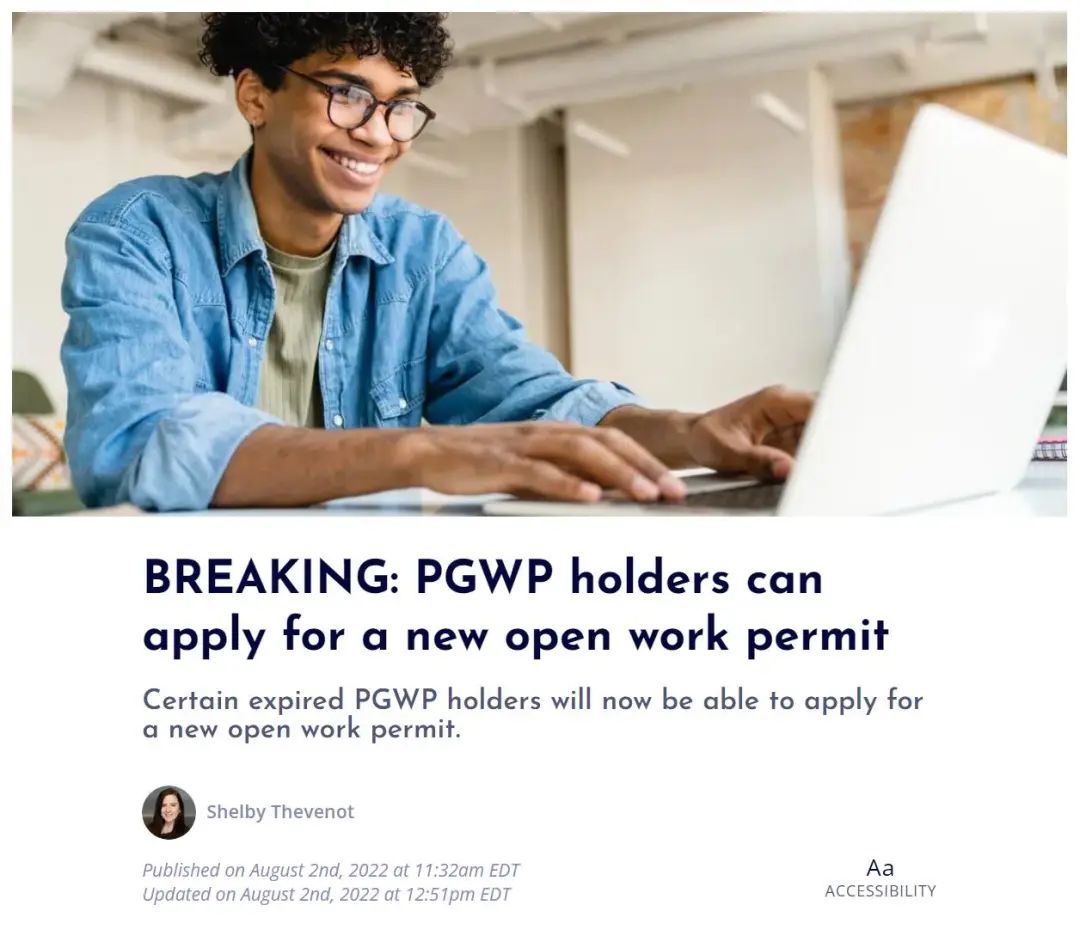 BREAKING: PGWP holders can
apply for a new open work permit
Certain expired PGWP holders will now be able to apply for
a new open work permit.
Shelby Thevenot
Published on August 2nd, 2022 at 11:32am EDT
Updated on August 2nd, 2022 at 12:51pm EDT
Aa
ACCESSIBILITY